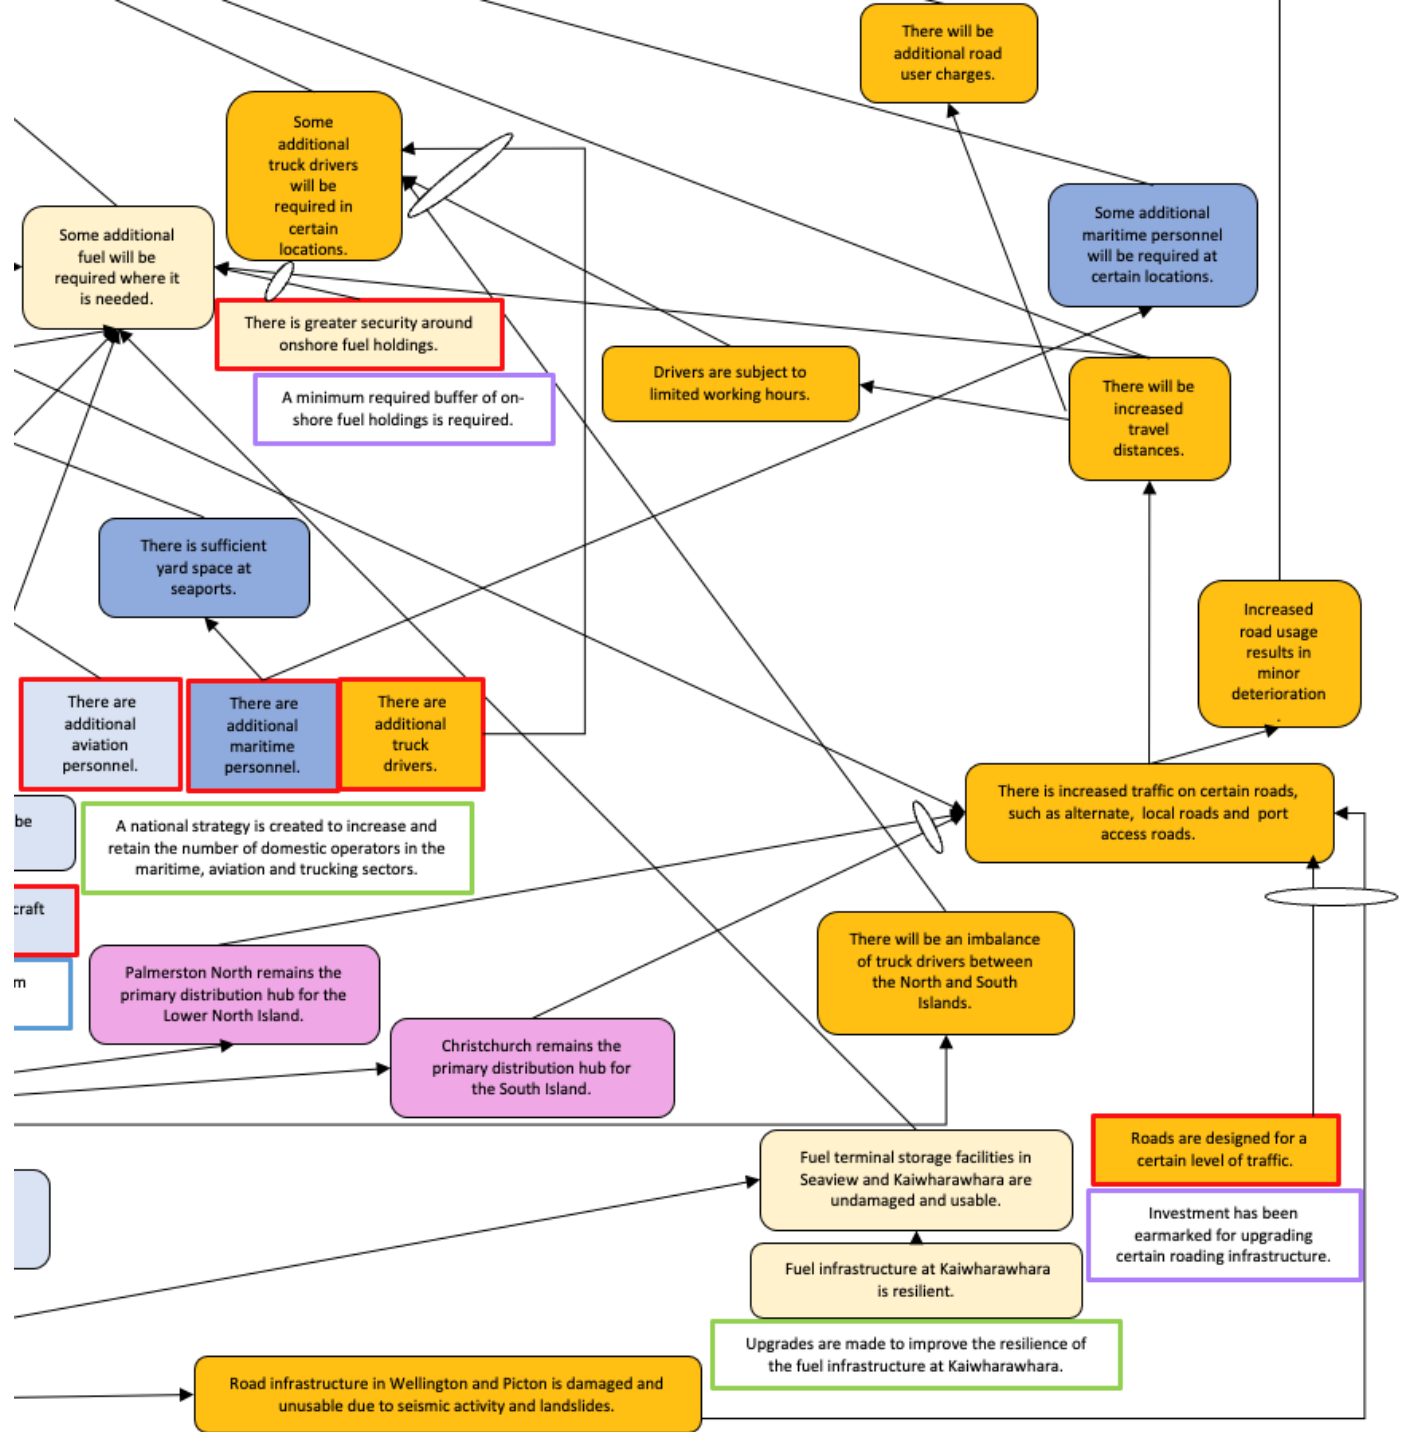 There will be
additional road
user charges.
Some
additional
truck drivers
will be
required in
certain
locations.
Some additional
maritime personnel
will be required at
certain locations.
Some additional
fuel will be
required where it
is needed.
There is greater security around
onshore fuel holdings.
A minimum required buffer of on-
shore fuel holdings is required.
Drivers are subject to
limited working hours.
There will be
increased
travel
distances.
There is sufficient
yard space at
seaports.
Increased
road usage
results in
minor
deterioration
.
There are
additional
aviation
personnel.
There are
additional
maritime
personnel.
There are
additional
truck
drivers.
There is increased traffic on certain roads,
such as alternate, local roads and port
access roads.
be
A national strategy is created to increase and
retain the number of domestic operators in the
maritime, aviation and trucking sectors.
craft
m
Palmerston North remains the
primary distribution hub for the
Lower North Island.
There will be an imbalance
of truck drivers between
the North and South
Islands.
Christchurch remains the
primary distribution hub for
the South Island.
Roads are designed for a
certain level of traffic.
Fuel terminal storage facilities in
Seaview and Kaiwharawhara are
undamaged and usable.
Investment has been
earmarked for upgrading
certain roading infrastructure.
Fuel infrastructure at Kaiwharawhara
is resilient.
Upgrades are made to improve the resilience of
the fuel infrastructure at Kaiwharawhara.
Road infrastructure in Wellington and Picton is damaged and
unusable due to seismic activity and landslides.